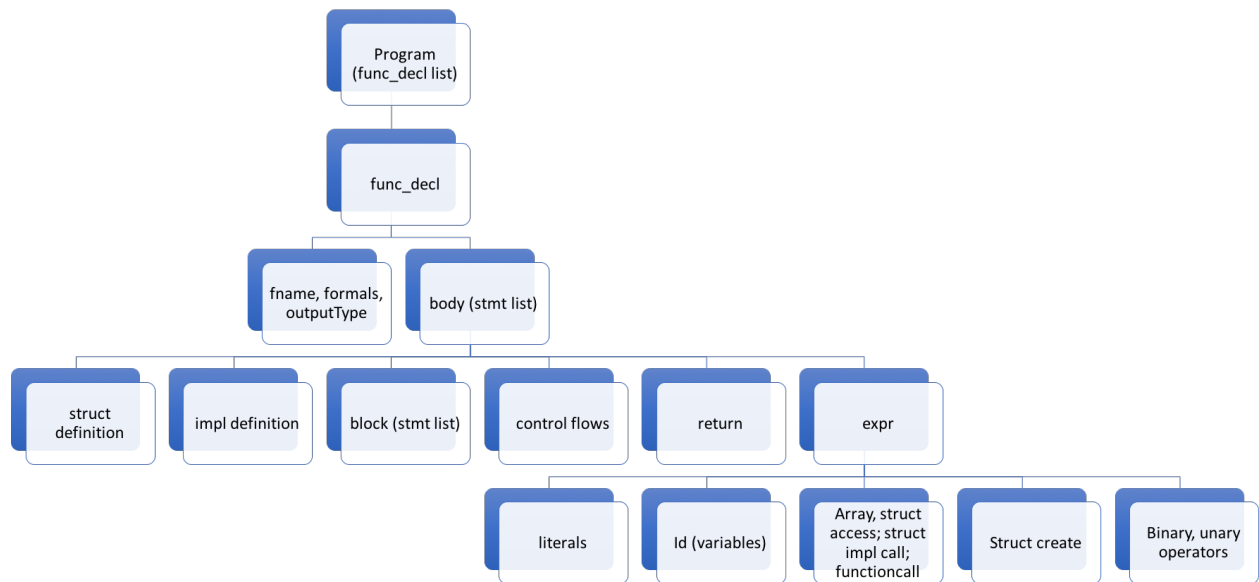 Program
(func_decl list)
func_decl
fname, formals,
outputType
body (stmt list)
struct
definition
impl definition
block (stmt list)
control flows
return
expr
literals
Id (variables)
Array, struct
access; struct
impl call;
functioncall
Struct create
Binary, unary
operators